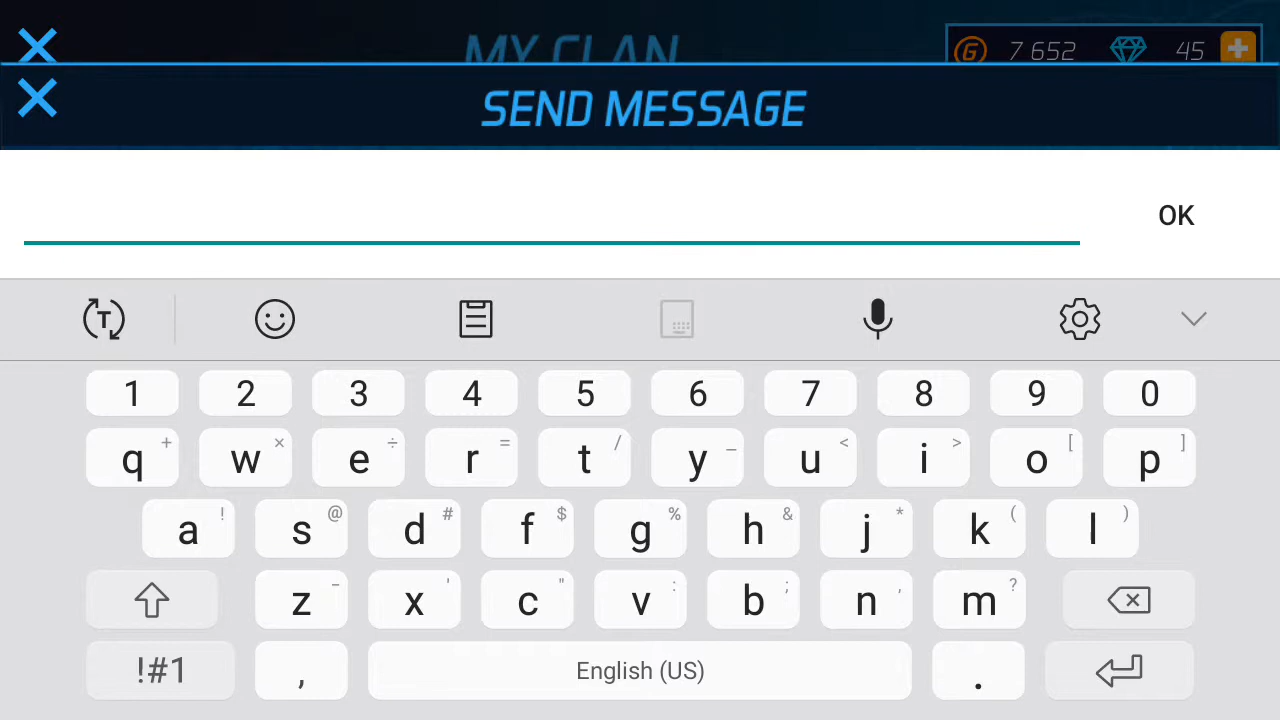 MY CLAN
G 7 652 45 +
SEND MESSAGE
OK
T
1 2 3 4 5 6 7 8 9 0
q + w × e ÷ r = t / y _ u < i > o [ p ]
a ! s @ d # f $ g % h & j * k ( l )
z - x ' c " v : b ; n , m ?
!#1 , English (US) .